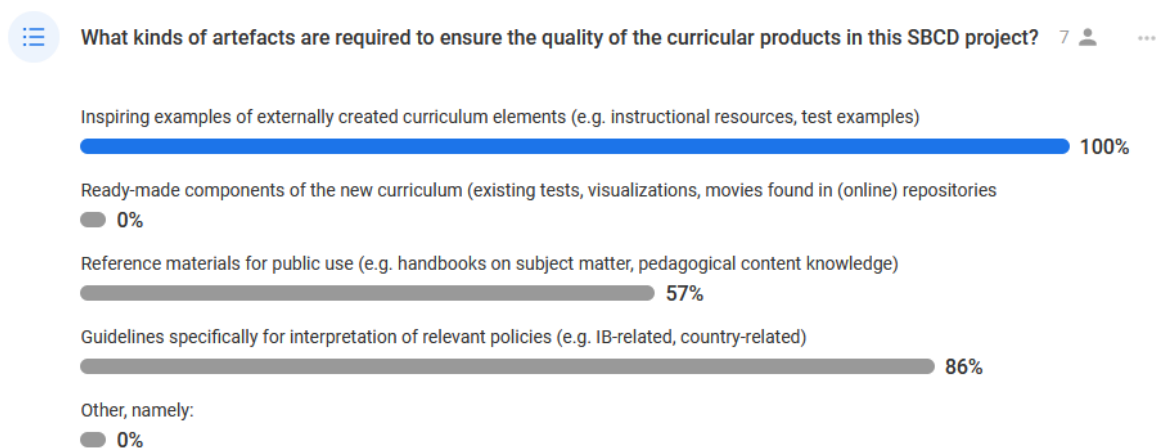 What kinds of artefacts are required to ensure the quality of the curricular products in this SBCD project? 7
Inspiring examples of externally created curriculum elements (e.g. instructional resources, test examples)
100%
Ready-made components of the new curriculum (existing tests, visualizations, movies found in (online) repositories
0%
Reference materials for public use (e.g. handbooks on subject matter, pedagogical content knowledge)
57%
Guidelines specifically for interpretation of relevant policies (e.g. IB-related, country-related)
86%
Other, namely:
0%